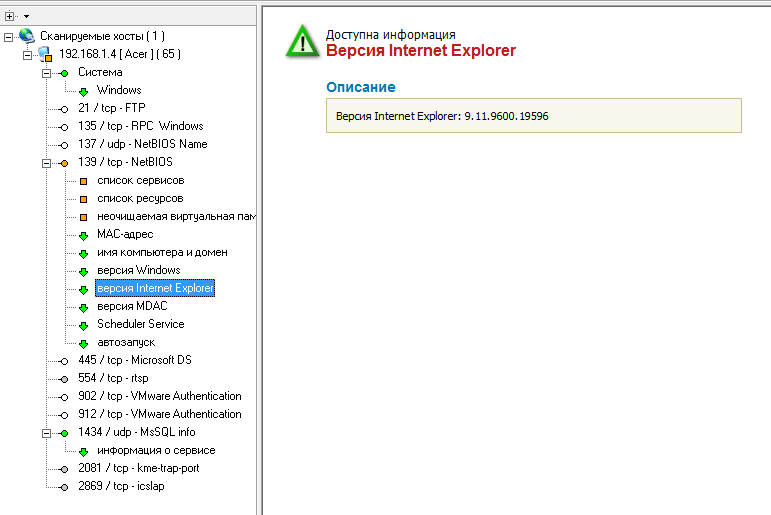 Сканируемые хосты ( 1 )
192.168.1.4 [ Acer ] ( 65 )
Система
Windows
21 / tcp - FTP
135 / tcp - RPC Windows
137 / udp - NetBIOS Name
139 / tcp - NetBIOS
список сервисов
список ресурсов
неочищаемая виртуальная пам
MAC-адрес
имя компьютера и домен
версия Windows
версия Internet Explorer
версия MDAC
Scheduler Service
автозапуск
445 / tcp - Microsoft DS
554 / tcp - rtsp
902 / tcp - VMware Authentication
912 / tcp - VMware Authentication
1434 / udp - MsSQL info
информация о сервисе
2081 / tcp - kme-trap-port
2869 / tcp - icslap
Доступна информация
Версия Internet Explorer
Описание
Версия Internet Explorer: 9.11.9600.19596